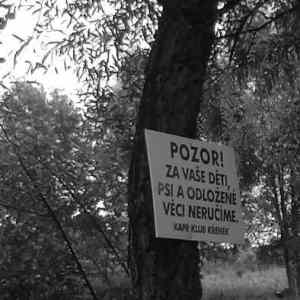 POZOR!
ZA VAŠE DĚTI,
PSI A ODLOŽENÉ
VĚCI NERUČÍME.
KAPR KLUB KŘENEK